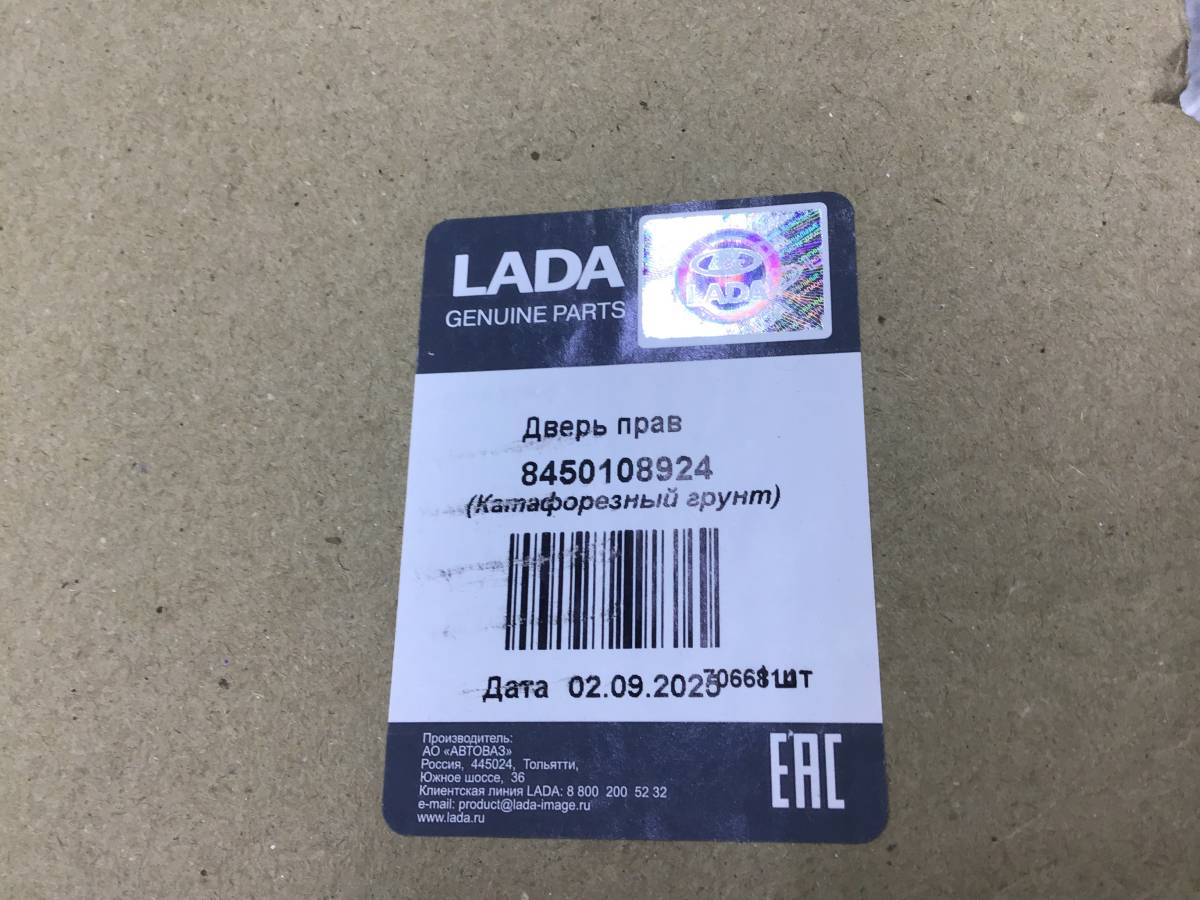 LADA
GENUINE PARTS
LADA
Дверь прав
8450108924
(Катафорезный грунт)
Дата 02.09.2025 шт
Производитель:
АО «АВТОВАЗ»
Россия, 445024, Тольятти,
Южное шоссе, 36
Клиентская линия LADA: 8 800 200 52 32
e-mail: product@lada-image.ru
www.lada.ru
EAC